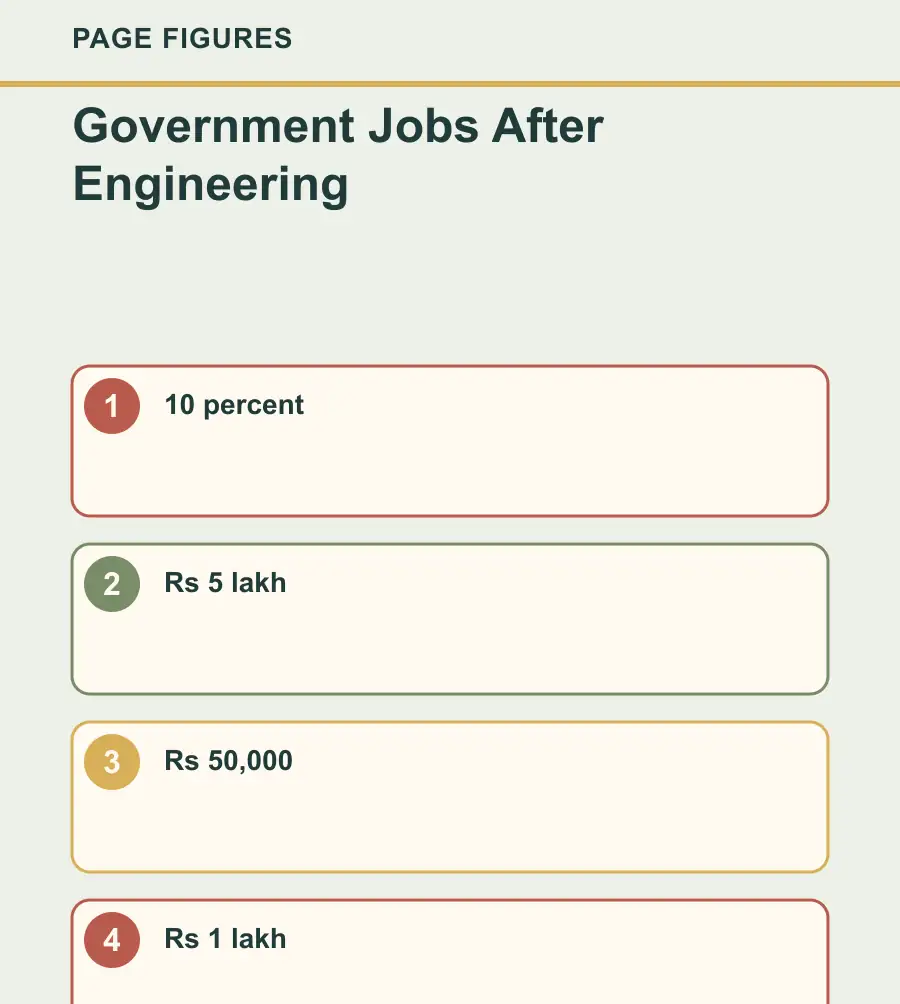 PAGE FIGURES
Government Jobs After
Engineering
1
10 percent
2
Rs 5 lakh
3
Rs 50,000
4
Rs 1 lakh